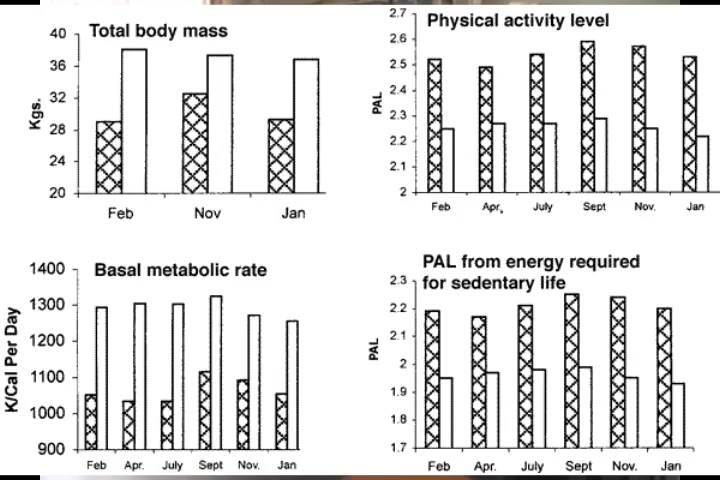 Total body mass
40
36
32
28
24
20
Kgs.
Feb Nov Jan
Physical activity level
2.7
2.6
2.5
2.4
2.3
2.2
2.1
2
PAL
Feb Apr. July Sept Nov. Jan
Basal metabolic rate
1400
1300
1200
1100
1000
900
K/Cal Per Day
Feb Apr. July Sept Nov. Jan
PAL from energy required
for sedentary life
2.3
2.2
2.1
2
1.9
1.8
1.7
PAL
Feb Apr. July Sept Nov. Jan